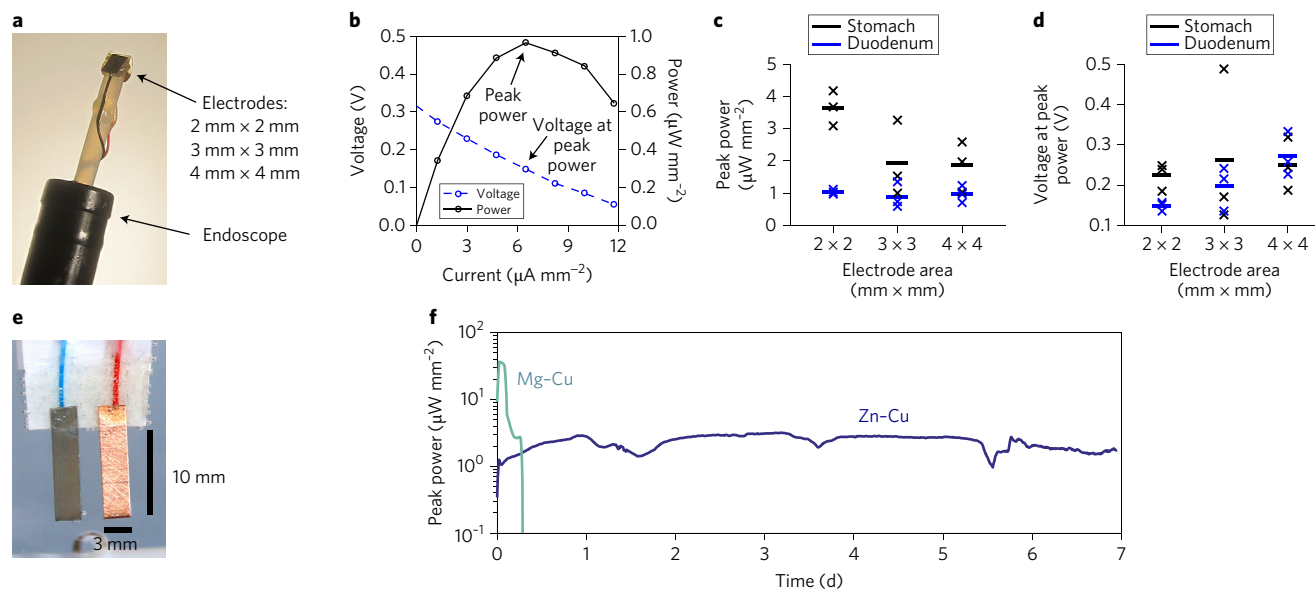 a
Electrodes:
2 mm × 2 mm
3 mm × 3 mm
4 mm × 4 mm
Endoscope
b
0.5
0.4
0.3
0.2
0.1
0.0
Voltage (V)
1.0
0.8
0.6
0.4
0.2
0.0
Power (µW mm⁻²)
Peak
power
Voltage at
peak
power
Voltage
Power
0 3 6 9 12
Current (µA mm⁻²)
c
Stomach
Duodenum
5
4
3
2
1
0
Peak power
(µW mm⁻²)
2 × 2 3 × 3 4 × 4
Electrode area
(mm × mm)
d
Stomach
Duodenum
0.5
0.4
0.3
0.2
0.1
Voltage at peak
power (V)
2 × 2 3 × 3 4 × 4
Electrode area
(mm × mm)
e
10 mm
3 mm
f
10²
10¹
10⁰
10⁻¹
Peak power (µW mm⁻²)
Mg–Cu
Zn–Cu
0 1 2 3 4 5 6 7
Time (d)